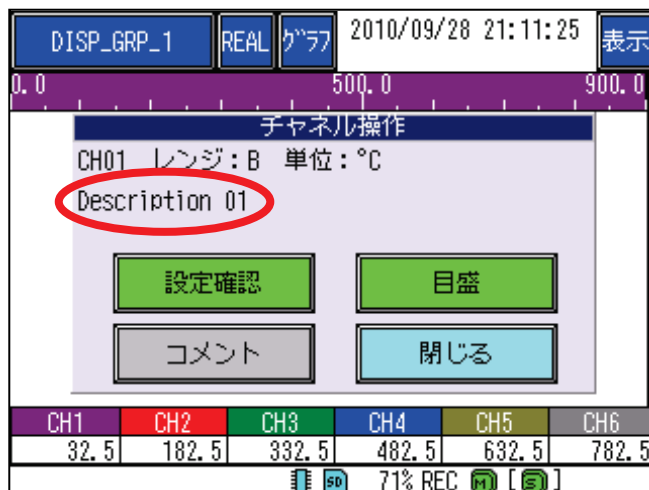 DISP_GRP_1 REAL グラフ 2010/09/28 21:11:25 表示
0.0 500.0 900.0
チャネル操作
CH01 レンジ:B 単位:°C
Description 01
設定確認 目盛
コメント 閉じる
CH1 CH2 CH3 CH4 CH5 CH6
32.5 182.5 332.5 482.5 632.5 782.5
SD 71% REC M [S]